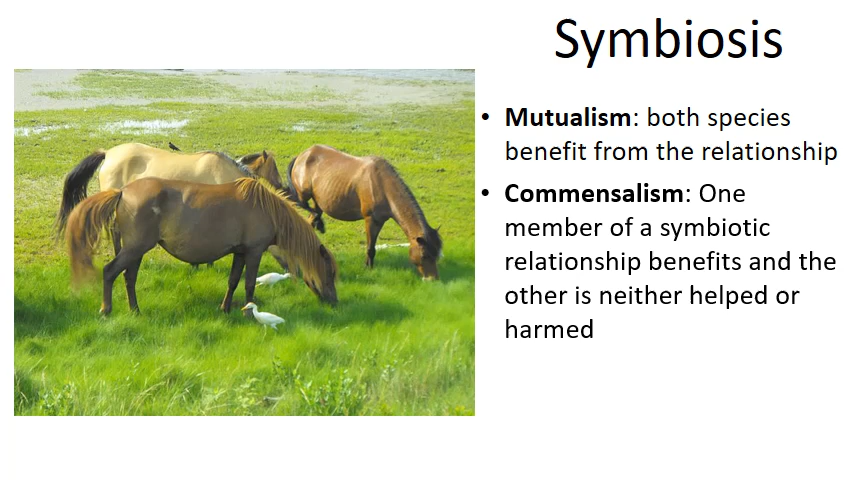 Symbiosis
• Mutualism: both species
benefit from the relationship
• Commensalism: One
member of a symbiotic
relationship benefits and the
other is neither helped or
harmed